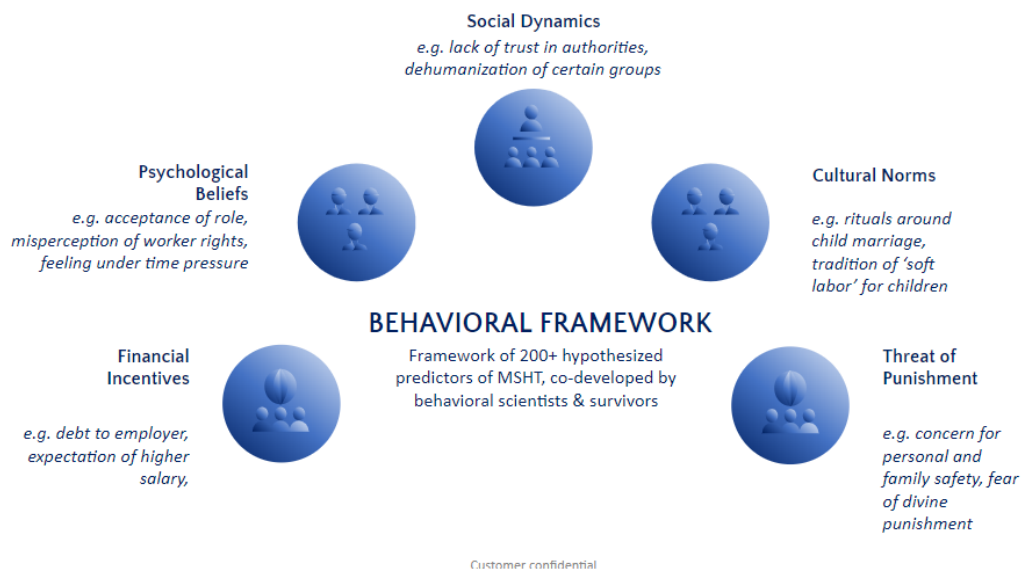 Social Dynamics
e.g. lack of trust in authorities,
dehumanization of certain groups
Psychological
Beliefs
e.g. acceptance of role,
misperception of worker rights,
feeling under time pressure
Cultural Norms
e.g. rituals around
child marriage,
tradition of ‘soft
labor’ for children
BEHAVIORAL FRAMEWORK
Framework of 200+ hypothesized
predictors of MSHT, co-developed by
behavioral scientists & survivors
Financial
Incentives
e.g. debt to employer,
expectation of higher
salary,
Threat of
Punishment
e.g. concern for
personal and
family safety, fear
of divine
punishment
Customer confidential